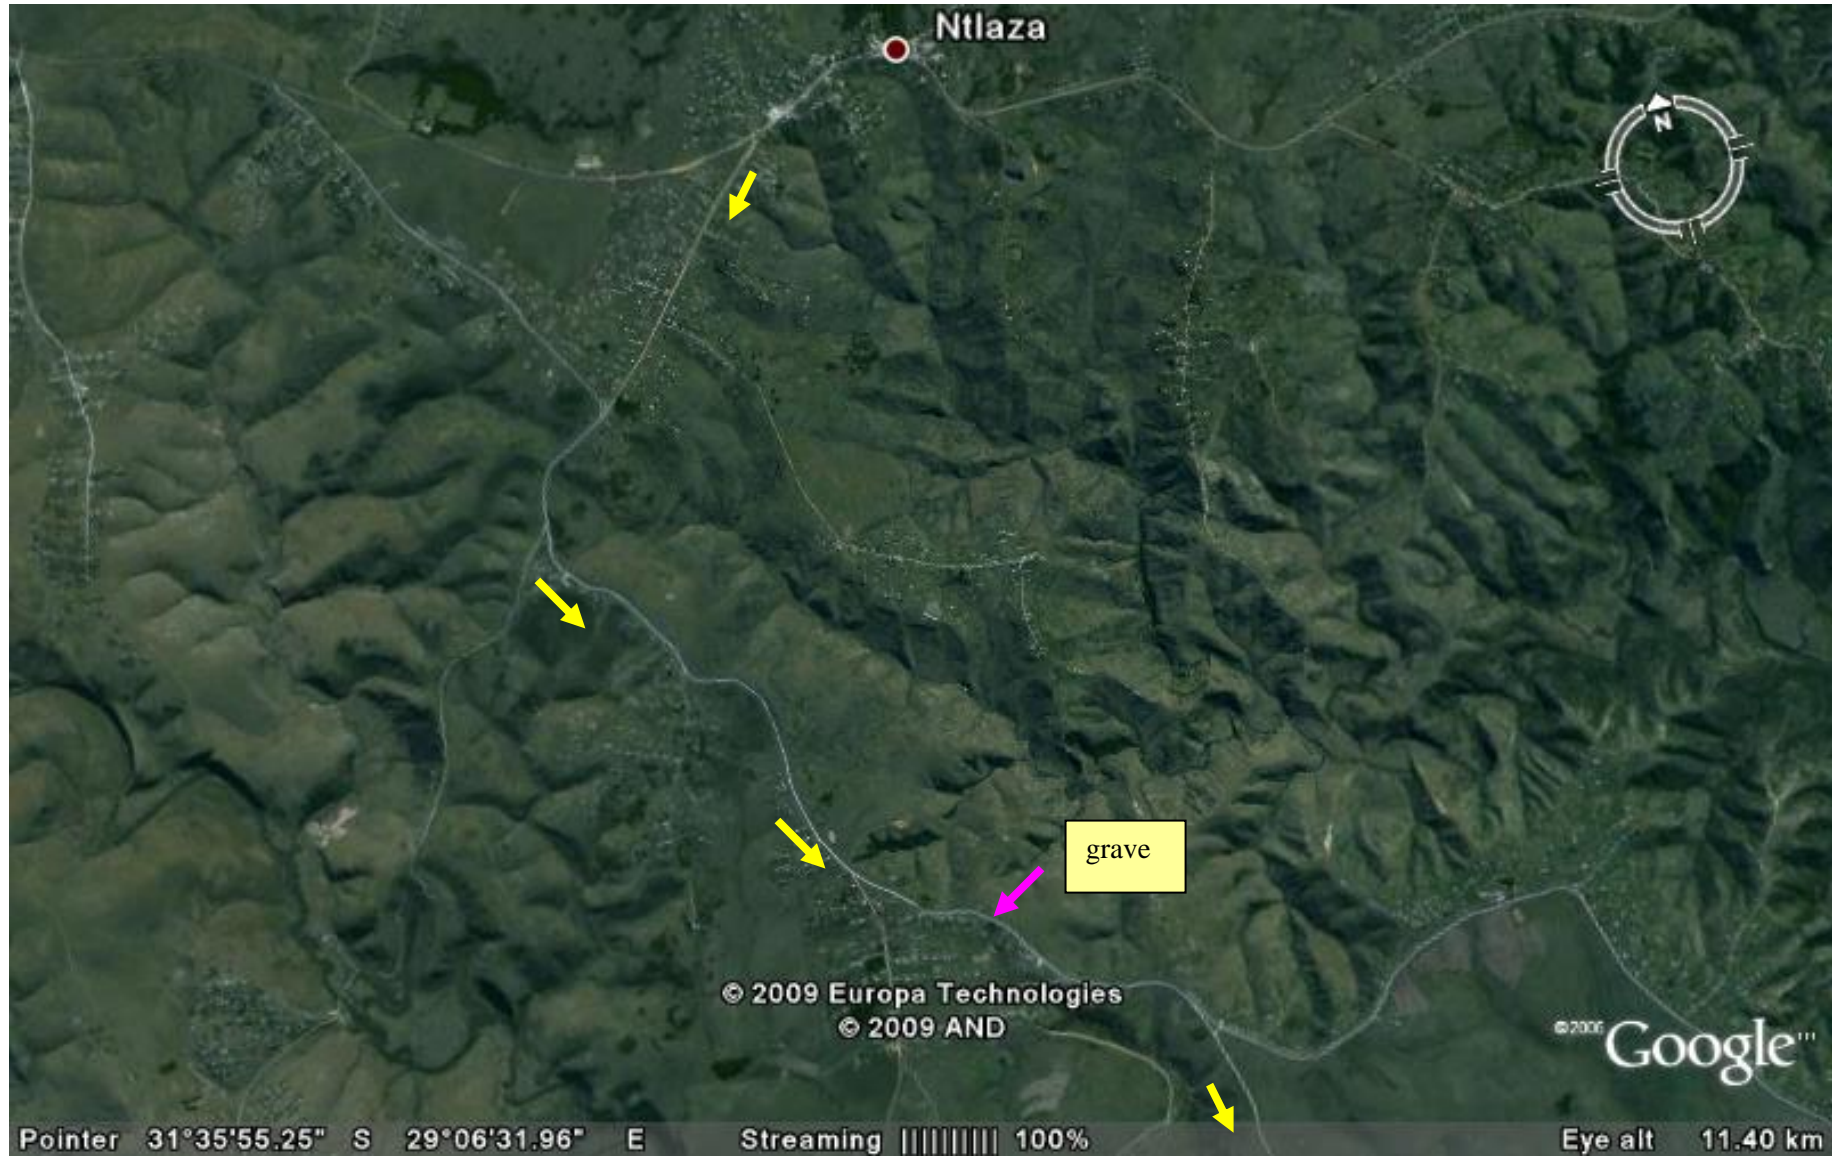 Ntlaza
N
grave
© 2009 Europa Technologies
© 2009 AND
©2006 Google™
Pointer 31°35'55.25" S 29°06'31.96" E Streaming |||||||||| 100% Eye alt 11.40 km